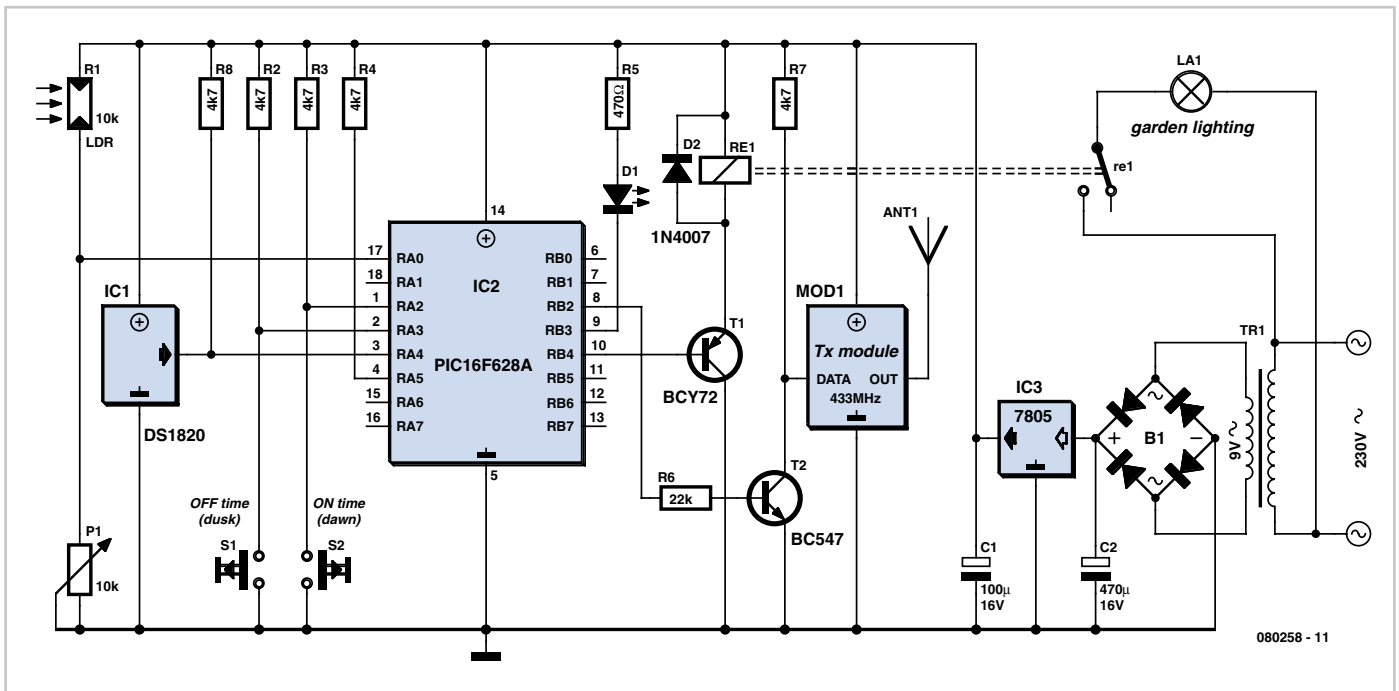 R1
10k
LDR
R8
4k7
R2
4k7
R3
4k7
R4
4k7
R5
470Ω
D1
D2
1N4007
RE1
R7
4k7
LA1
garden lighting
re1
ANT1
IC1
DS1820
IC2
PIC16F628A
14
5
17 RA0
18 RA1
1 RA2
2 RA3
3 RA4
4 RA5
15 RA6
16 RA7
RB0 6
RB1 7
RB2 8
RB3 9
RB4 10
RB5 11
RB6 12
RB7 13
T1
BCY72
MOD1
Tx module
DATA OUT
433MHz
R6
22k
T2
BC547
IC3
7805
+ B1 –
~
~
TR1
9V ~
230V ~
OFF time
(dusk)
S1
ON time
(dawn)
S2
P1
10k
C1
100µ
16V
C2
470µ
16V
080258 - 11